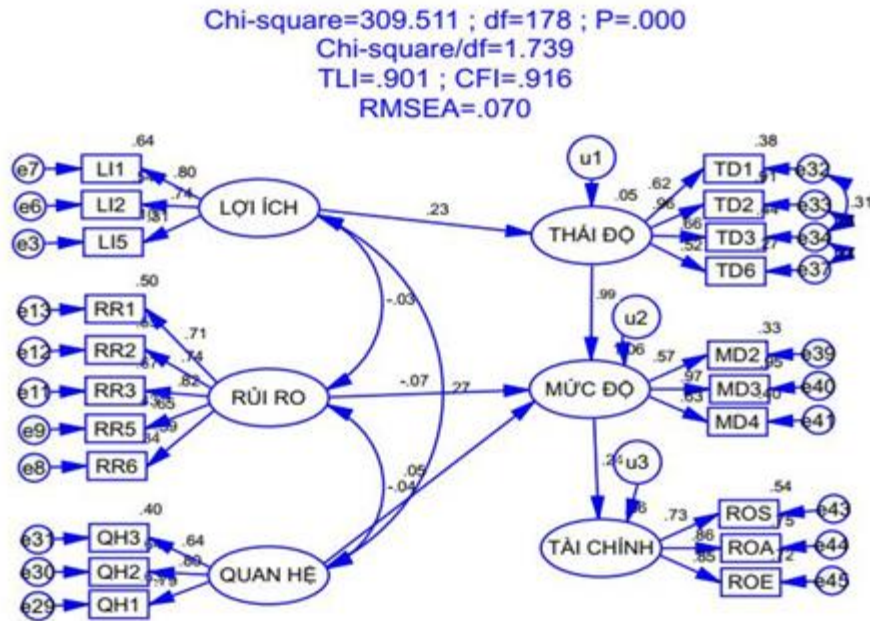 Chi-square=309.511 ; df=178 ; P=.000
Chi-square/df=1.739
TLI=.901 ; CFI=.916
RMSEA=.070
.64
e7 LI1 .80
e6 LI2 .74
e3 LI5
LỢI ÍCH
.23
u1
.05
THÁI ĐỘ
.38
.62 TD1 e32
.96 TD2 e33
.66 TD3 e34
.52 TD6 e37
.31
-.03
.99
u2
.50
e13 RR1 .71
e12 RR2 .74
e11 RR3 .82
e9 RR5 .65
e8 RR6
RỦI RO
-.07
.27
MỨC ĐỘ
.33
.57 MD2 e39
.97 MD3 e40
.63 MD4 e41
.05
-.04
u3
.40
e31 QH3 .64
e30 QH2
e29 QH1
QUAN HỆ
TÀI CHÍNH
.54
.73 ROS e43
.86 ROA e44
.85 ROE e45